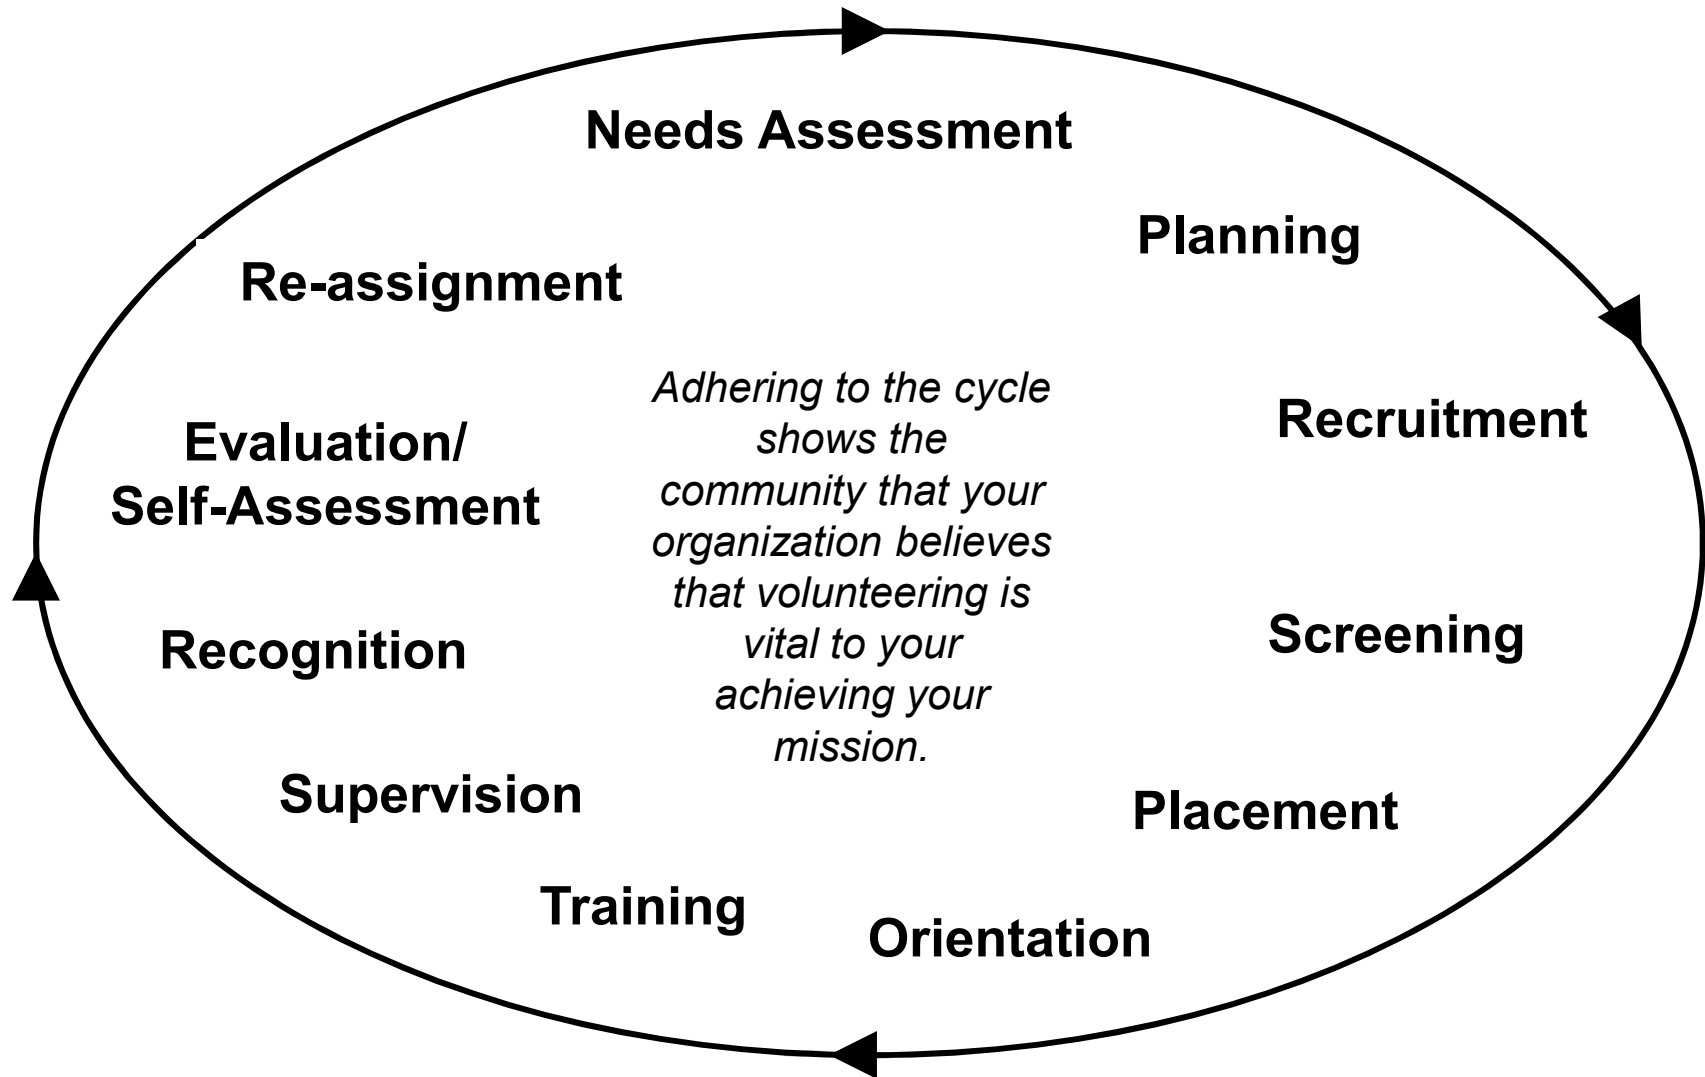 Needs Assessment
Planning
Recruitment
Screening
Placement
Orientation
Training
Supervision
Recognition
Evaluation/
Self-Assessment
Re-assignment
Adhering to the cycle
shows the
community that your
organization believes
that volunteering is
vital to your
achieving your
mission.